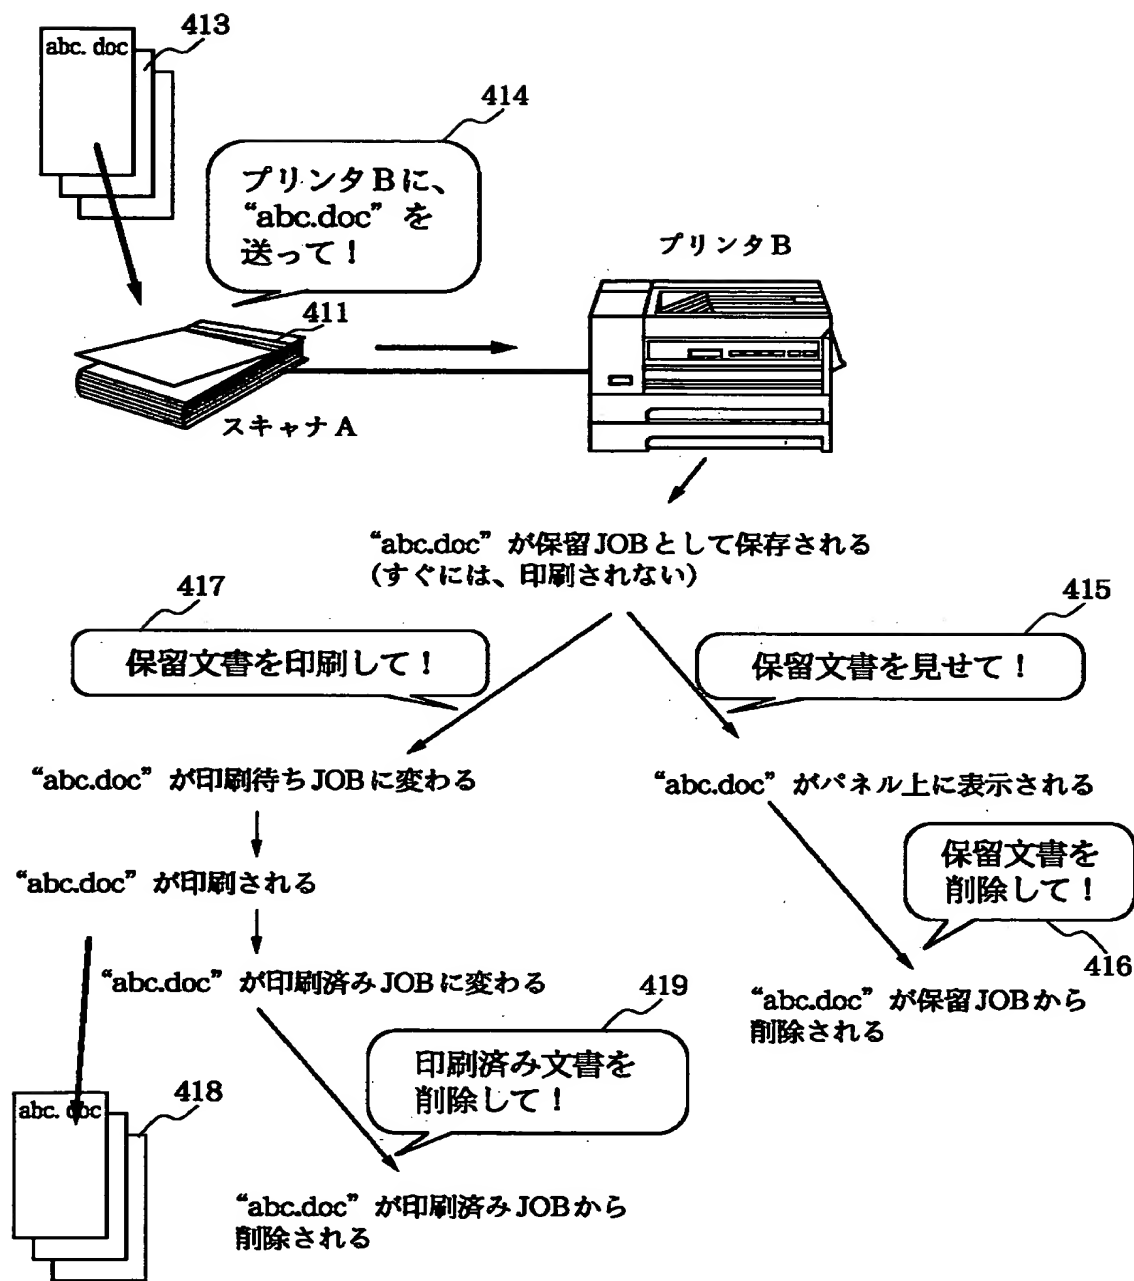 abc. doc
413
414
プリンタBに、
“abc.doc” を
送って！
プリンタB
411
スキャナA
“abc.doc” が保留JOBとして保存される
(すぐには、印刷されない)
417
保留文書を印刷して！
415
保留文書を見せて！
“abc.doc” が印刷待ちJOBに変わる
“abc.doc” がパネル上に表示される
“abc.doc” が印刷される
保留文書を
削除して！
416
“abc.doc” が印刷済みJOBに変わる
“abc.doc” が保留JOBから
削除される
419
印刷済み文書を
削除して！
abc. doc
418
“abc.doc” が印刷済みJOBから
削除される